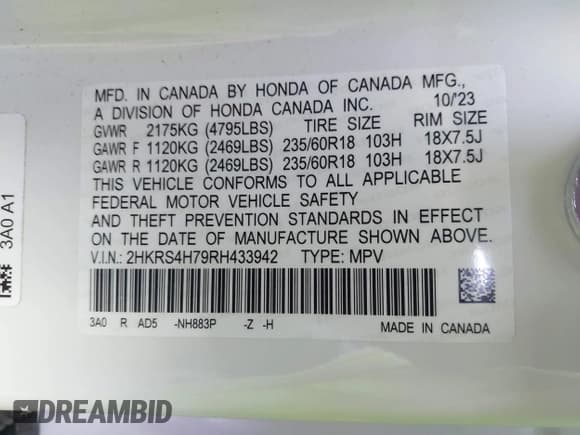 MFD. IN CANADA BY HONDA OF CANADA MFG.,
A DIVISION OF HONDA CANADA INC. 10/'23
GVWR 2175KG (4795LBS) TIRE SIZE RIM SIZE
GAWR F 1120KG (2469LBS) 235/60R18 103H 18X7.5J
GAWR R 1120KG (2469LBS) 235/60R18 103H 18X7.5J
THIS VEHICLE CONFORMS TO ALL APPLICABLE
FEDERAL MOTOR VEHICLE SAFETY
AND THEFT PREVENTION STANDARDS IN EFFECT
ON THE DATE OF MANUFACTURE SHOWN ABOVE.
V.I.N.: 2HKRS4H79RH433942 TYPE: MPV
3A0 R AD5 -NH883P -Z -H
MADE IN CANADA
3A0 A1
DREAMBID